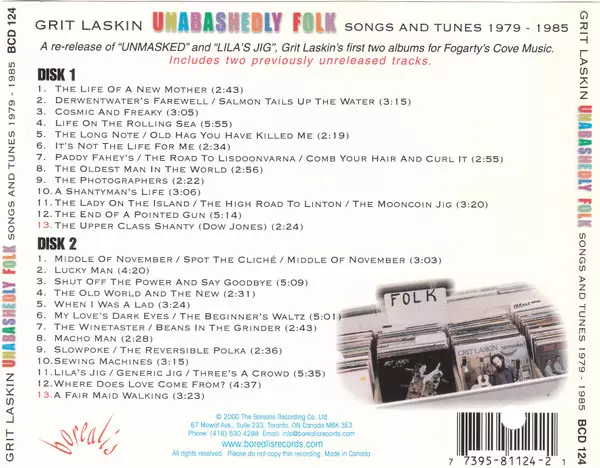 GRIT LASKIN UNABASHEDLY FOLK SONGS AND TUNES 1979 - 1985
A re-release of "UNMASKED" and "LILA'S JIG", Grit Laskin's first two albums for Fogarty's Cove Music.
Includes two previously unreleased tracks.
DISK 1
1. THE LIFE OF A NEW MOTHER (2:43)
2. DERWENTWATER'S FAREWELL / SALMON TAILS UP THE WATER (3:15)
3. COSMIC AND FREAKY (3:05)
4. LIFE ON THE ROLLING SEA (5:55)
5. THE LONG NOTE / OLD HAG YOU HAVE KILLED ME (2:19)
6. IT'S NOT THE LIFE FOR ME (2:34)
7. PADDY FAHEY'S / THE ROAD TO LISDOONVARNA / COMB YOUR HAIR AND CURL IT (2:55)
8. THE OLDEST MAN IN THE WORLD (2:56)
9. THE PHOTOGRAPHERS (2:22)
10. A SHANTYMAN'S LIFE (3:06)
11. THE LADY ON THE ISLAND / THE HIGH ROAD TO LINTON / THE MOONCOIN JIG (3:20)
12. THE END OF A POINTED GUN (5:14)
13. THE UPPER CLASS SHANTY (DOW JONES) (2:24)
DISK 2
1. MIDDLE OF NOVEMBER / SPOT THE CLICHÉ / MIDDLE OF NOVEMBER (3:03)
2. LUCKY MAN (4:20)
3. SHUT OFF THE POWER AND SAY GOODBYE (5:09)
4. THE OLD WORLD AND THE NEW (2:31)
5. WHEN I WAS A LAD (3:24)
6. MY LOVE'S DARK EYES / THE BEGINNER'S WALTZ (5:01)
7. THE WINETASTER / BEANS IN THE GRINDER (2:43)
8. MACHO MAN (2:28)
9. SLOWPOKE / THE REVERSIBLE POLKA (2:36)
10. SEWING MACHINES (3:15)
11. LILA'S JIG / GENERIC JIG / THREE'S A CROWD (5:35)
12. WHERE DOES LOVE COME FROM? (4:37)
13. A FAIR MAID WALKING (3:23)
FOLK
GRIT LASKIN
borealis
© 2000 The Borealis Recording Co. Ltd.
67 Mowat Ave., Suite 233, Toronto, ON Canada M6K 3E3
Phone: (416) 530 4288 Email: info@borealisrecords.com
www.borealisrecords.com
All rights reserved. Please do not copy this recording. Made in Canada
7 7395-81124-2 1
GRIT LASKIN UNABASHEDLY FOLK SONGS AND TUNES 1979 - 1985 BCD 124
GRIT LASKIN UNABASHEDLY FOLK SONGS AND TUNES 1979 - 1985 BCD 124